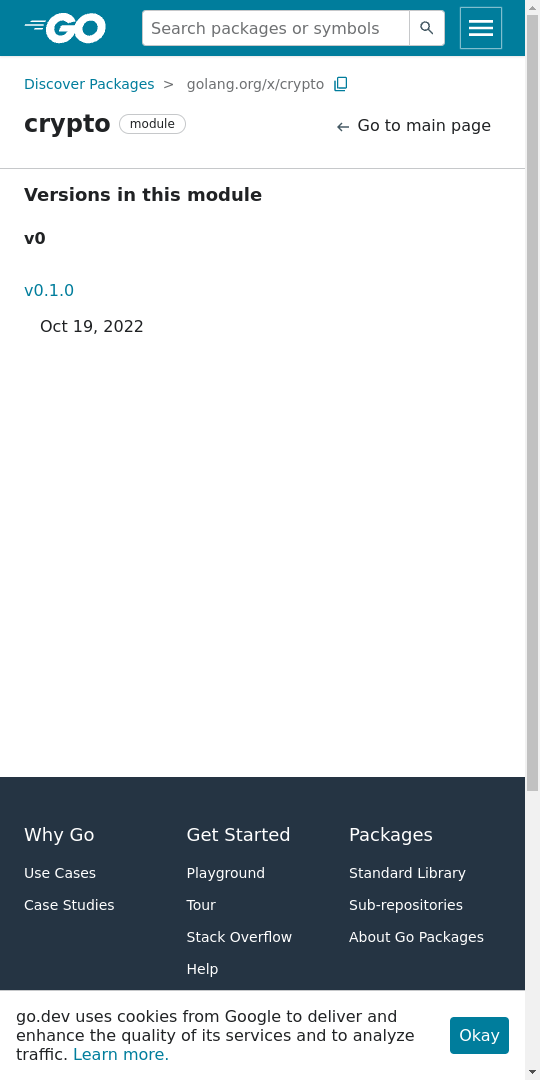 GO
Search packages or symbols
Discover Packages > golang.org/x/crypto
crypto module
← Go to main page
Versions in this module
v0
v0.1.0
Oct 19, 2022
Why Go
Use Cases
Case Studies
Get Started
Playground
Tour
Stack Overflow
Help
Packages
Standard Library
Sub-repositories
About Go Packages
go.dev uses cookies from Google to deliver and
enhance the quality of its services and to analyze
traffic. Learn more.
Okay